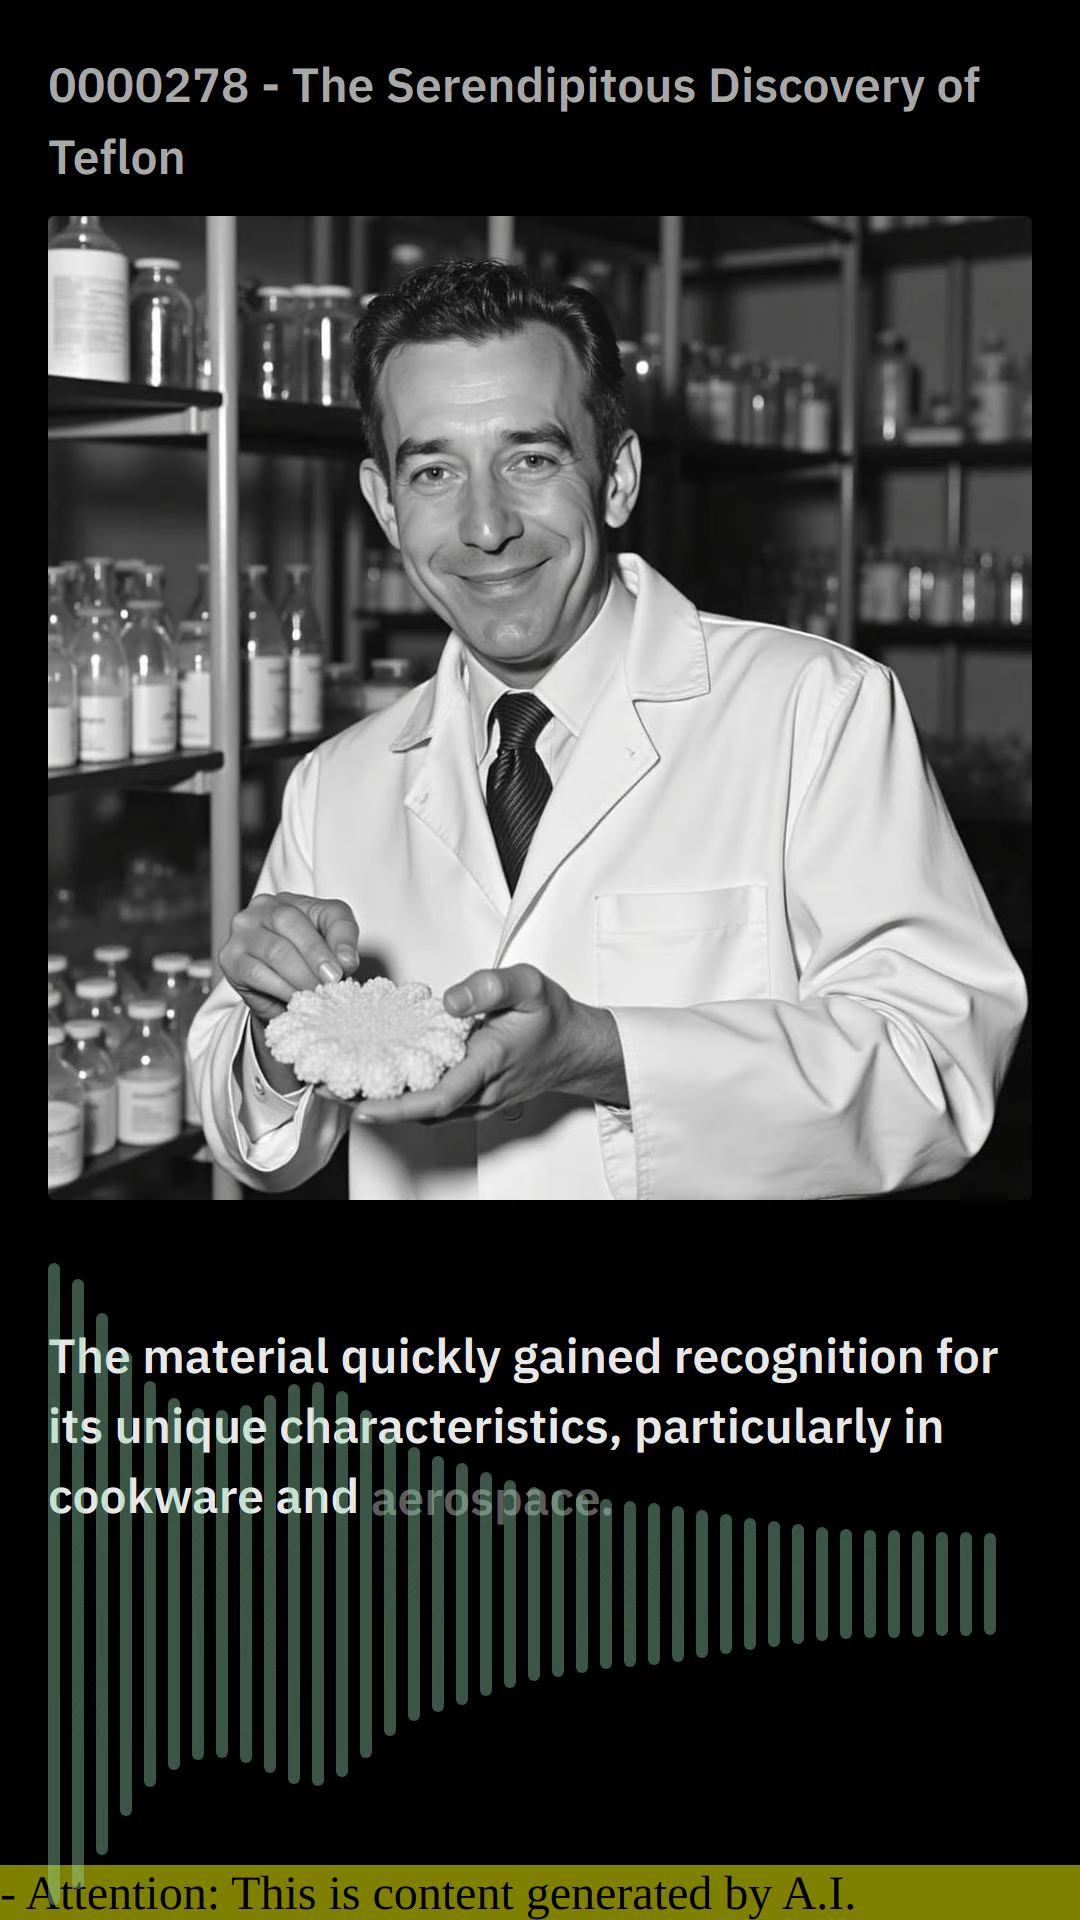 0000278 - The Serendipitous Discovery of
Teflon
The material quickly gained recognition for
its unique characteristics, particularly in
cookware and aerospace.
- Attention: This is content generated by A.I.